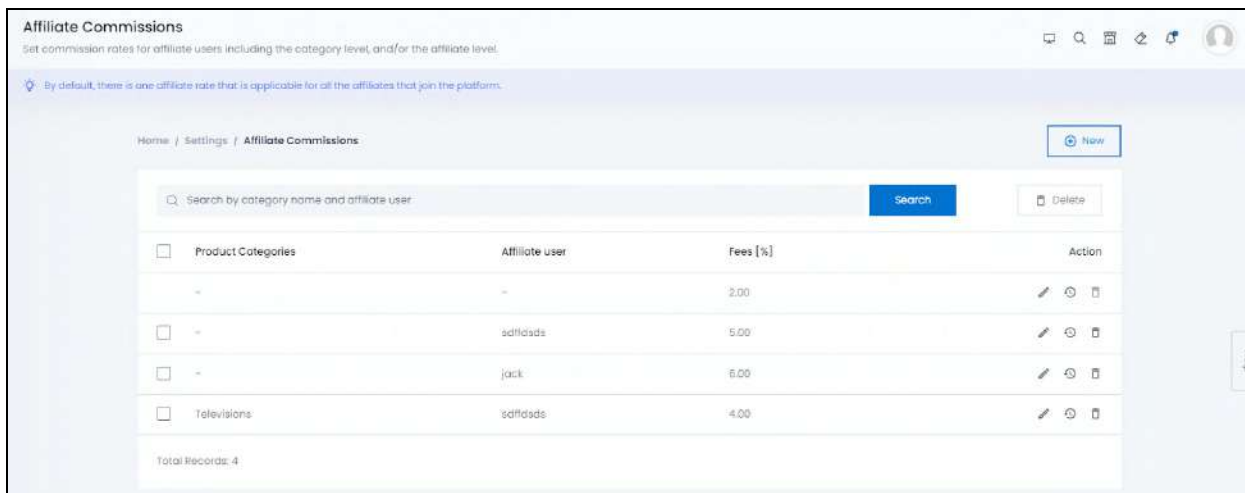 Affiliate Commissions
Set commission rates for affiliate users including the category level, and/or the affiliate level.
By default, there is one affiliate rate that is applicable for all the affiliates that join the platform.
Home / Settings / Affiliate Commissions
New
Search by category name and affiliate user
Search
Delete
Product Categories Affiliate user Fees [%] Action
- - 2.00
- 5.00
- jack 6.00
Televisions 4.00
Total Records: 4